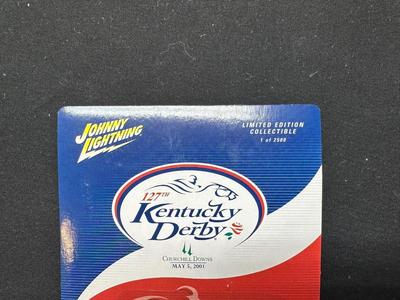 JOHNNY
LIGHTNING
LIMITED EDITION
COLLECTIBLE
1 of 2500
127TH
Kentucky
Derby
CHURCHILL DOWNS
MAY 5, 2001